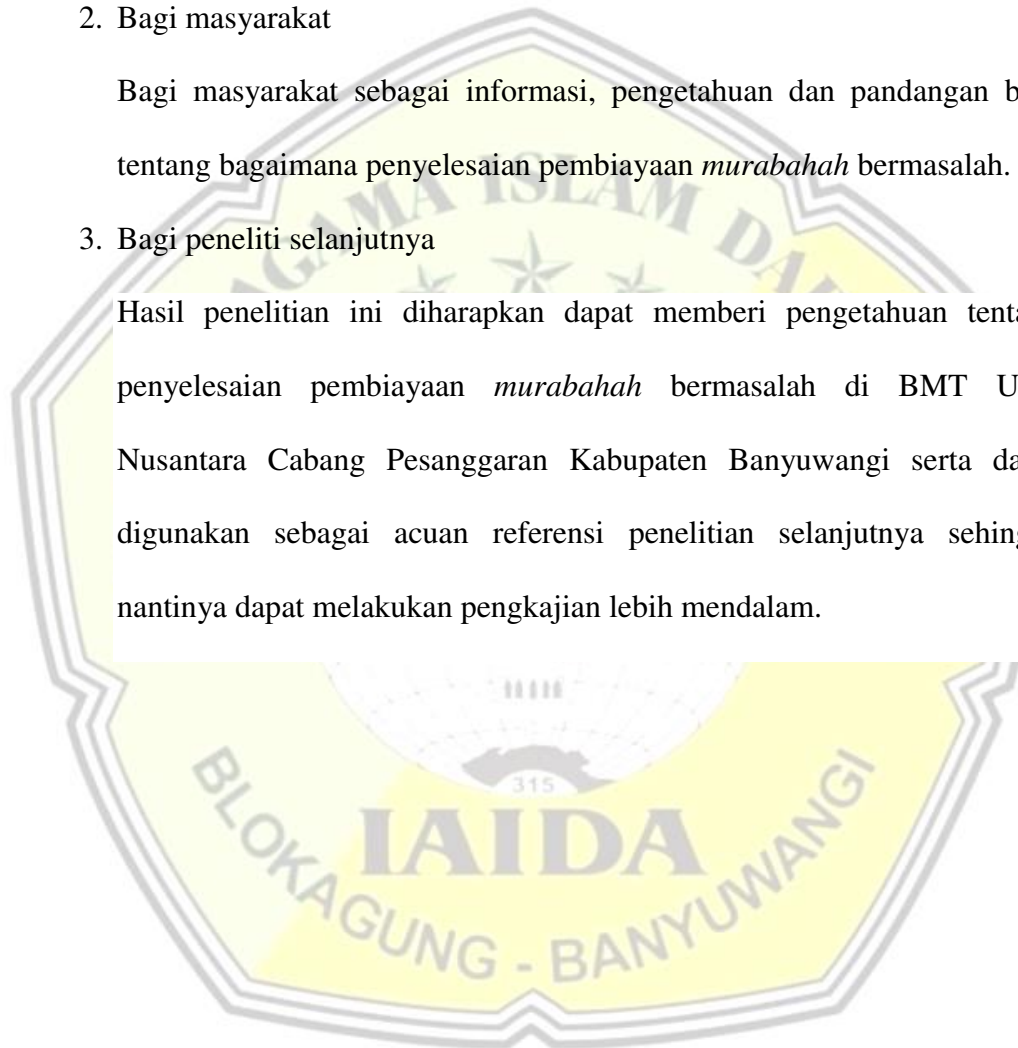 2. Bagi masyarakat
Bagi masyarakat sebagai informasi, pengetahuan dan pandangan b
tentang bagaimana penyelesaian pembiayaan murabahah bermasalah.
3. Bagi peneliti selanjutnya
Hasil penelitian ini diharapkan dapat memberi pengetahuan tenta
penyelesaian pembiayaan murabahah bermasalah di BMT U
Nusantara Cabang Pesanggaran Kabupaten Banyuwangi serta da
digunakan sebagai acuan referensi penelitian selanjutnya sehing
nantinya dapat melakukan pengkajian lebih mendalam.
AGAMA ISLAM DA
315
IAIDA
BLOKAGUNG - BANYUWANGI